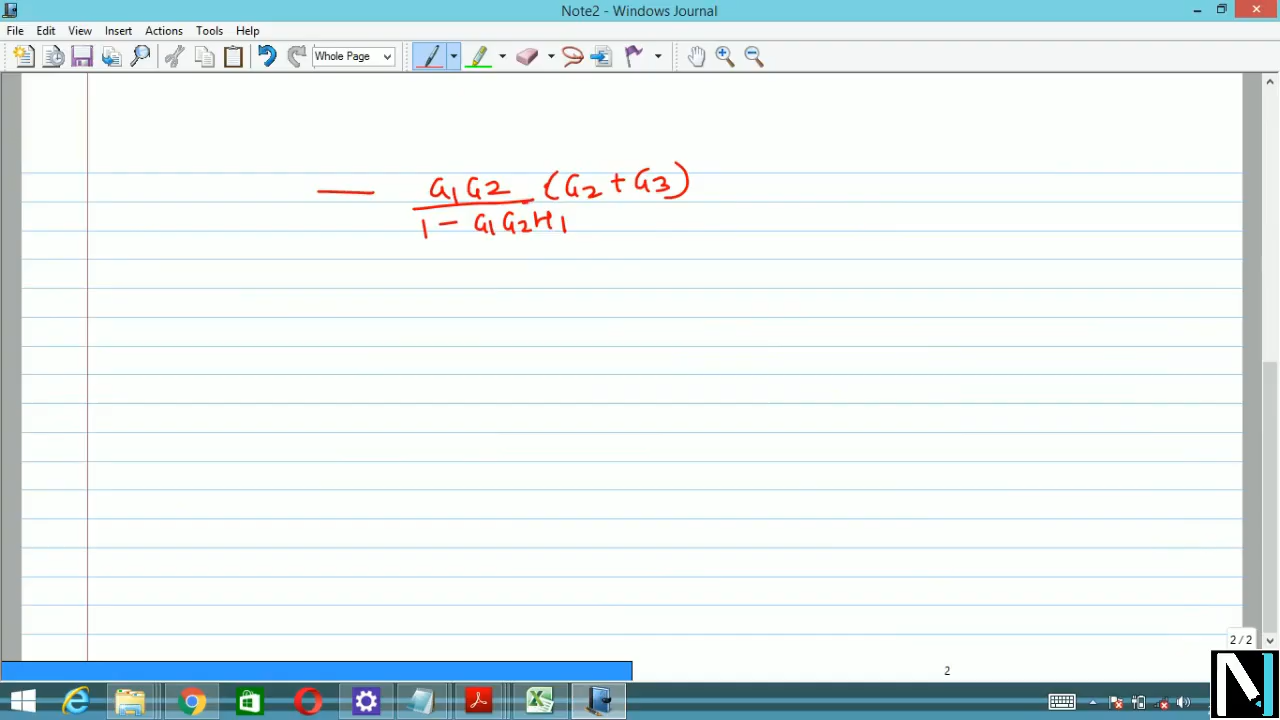 Note2 - Windows Journal
File Edit View Insert Actions Tools Help
Whole Page
— G1G2 (G2 + G3)
1 - G1G2H1
2 / 2
2